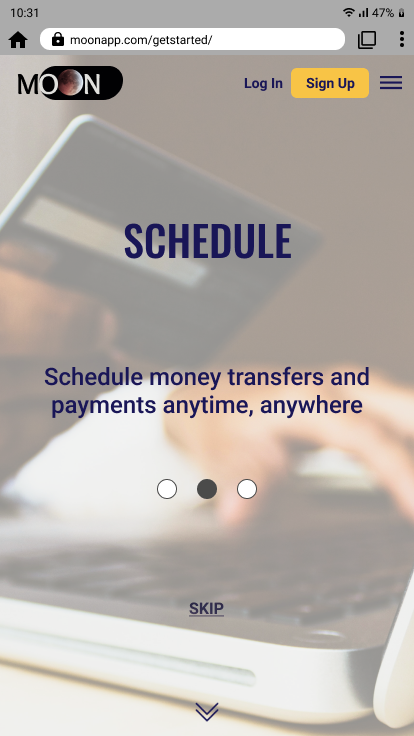 10:31
47%
moonapp.com/getstarted/
MOON
Log In
Sign Up
SCHEDULE
Schedule money transfers and
payments anytime, anywhere
SKIP